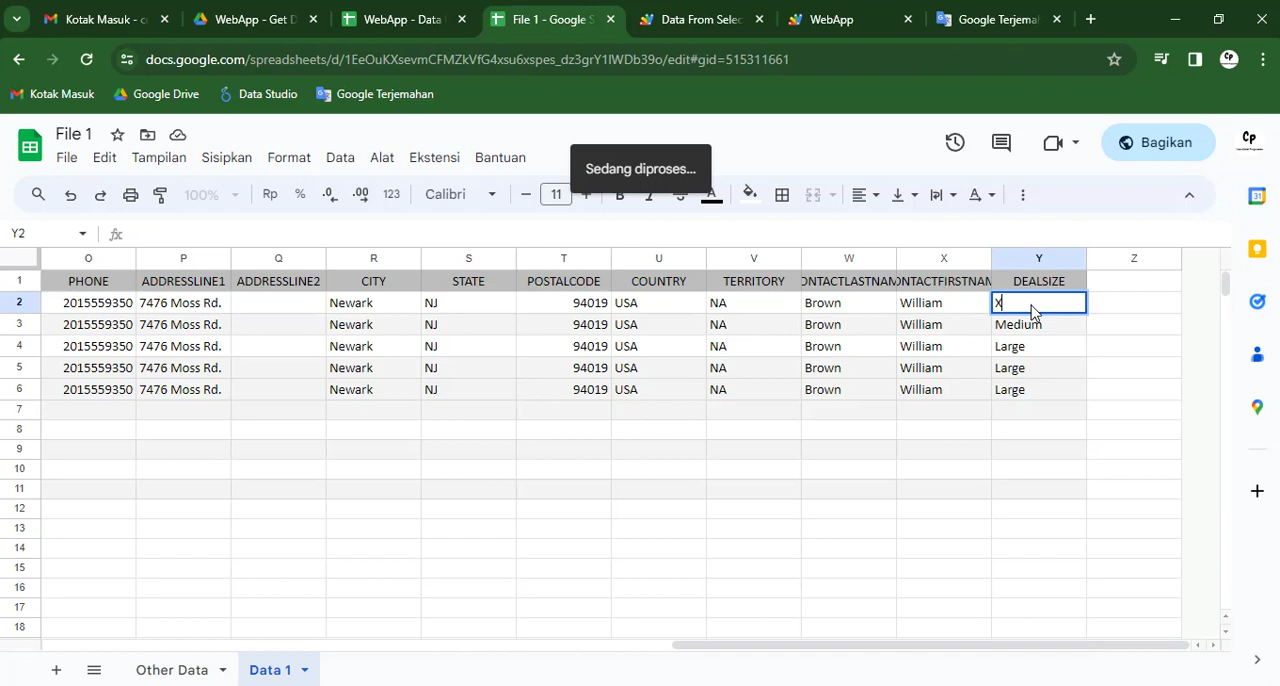 Kotak Masuk - c
WebApp - Get D
WebApp - Data
File 1 - Google S
Data From Selec
WebApp
Google Terjemah
docs.google.com/spreadsheets/d/1EeOuKXsevmCFMZkVfG4xsu6xspes_dz3grY1IWDb39o/edit#gid=515311661
Kotak Masuk
Google Drive
Data Studio
Google Terjemahan
File 1
File Edit Tampilan Sisipkan Format Data Alat Ekstensi Bantuan
Bagikan
Sedang diproses...
100% Rp % .0 .00 123 Calibri 11 B I S A
Y2 fx
O P Q R S T U V W X Y Z
1 PHONE ADDRESSLINE1 ADDRESSLINE2 CITY STATE POSTALCODE COUNTRY TERRITORY ONTACTLASTNAM ONTACTFIRSTNAM DEALSIZE
2 2015559350 7476 Moss Rd. Newark NJ 94019 USA NA Brown William X
3 2015559350 7476 Moss Rd. Newark NJ 94019 USA NA Brown William Medium
4 2015559350 7476 Moss Rd. Newark NJ 94019 USA NA Brown William Large
5 2015559350 7476 Moss Rd. Newark NJ 94019 USA NA Brown William Large
6 2015559350 7476 Moss Rd. Newark NJ 94019 USA NA Brown William Large
7
8
9
10
11
12
13
14
15
16
17
18
Other Data
Data 1